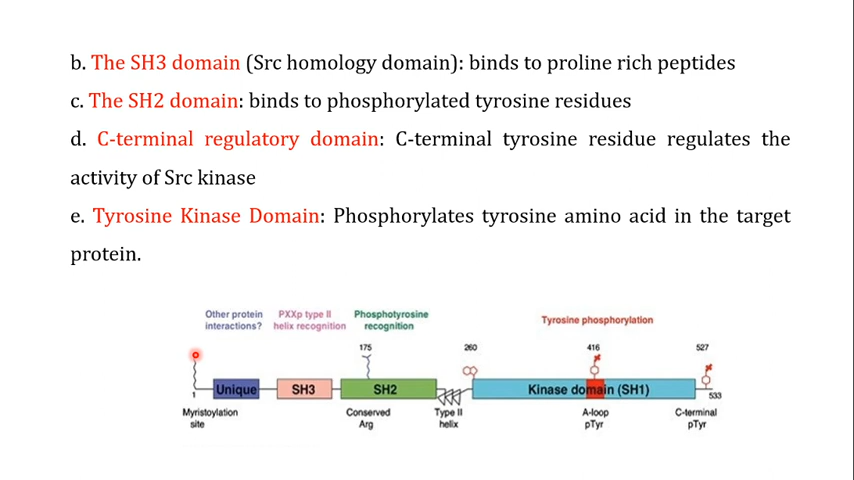 b. The SH3 domain (Src homology domain): binds to proline rich peptides
c. The SH2 domain: binds to phosphorylated tyrosine residues
d. C-terminal regulatory domain: C-terminal tyrosine residue regulates the
activity of Src kinase
e. Tyrosine Kinase Domain: Phosphorylates tyrosine amino acid in the target
protein.
Other protein
interactions?
PXXp type II
helix recognition
Phosphotyrosine
recognition
Tyrosine phosphorylation
175
260
416
527
1
Unique
SH3
SH2
Kinase domain (SH1)
533
Myristoylation
site
Conserved
Arg
Type II
helix
A-loop
pTyr
C-terminal
pTyr